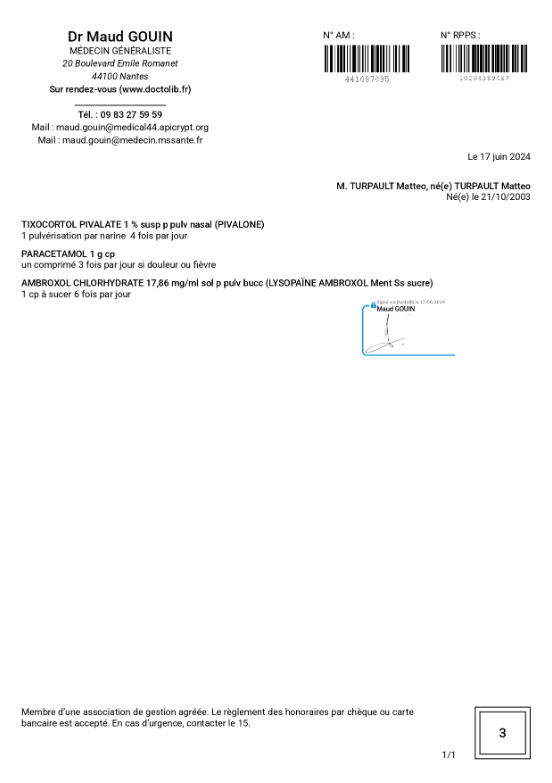 Dr Maud GOUIN
MÉDECIN GÉNÉRALISTE
20 Boulevard Emile Romanet
44100 Nantes
Sur rendez-vous (www.doctolib.fr)
Tél. : 09 83 27 59 59
Mail : maud.gouin@medical44.apicrypt.org
Mail : maud.gouin@medecin.mssante.fr
N° AM :
441087095
N° RPPS :
Le 17 juin 2024
M. TURPAULT Matteo, né(e) TURPAULT Matteo
Né(e) le 21/10/2003
TIXOCORTOL PIVALATE 1 % susp p pulv nasal (PIVALONE)
1 pulvérisation par narine 4 fois par jour
PARACETAMOL 1 g cp
un comprimé 3 fois par jour si douleur ou fièvre
AMBROXOL CHLORHYDRATE 17,86 mg/ml sol p pulv bucc (LYSOPAÏNE AMBROXOL Ment Ss sucre)
1 cp à sucer 6 fois par jour
Signé via Doctolib le 17/06/2024
Maud GOUIN
Membre d'une association de gestion agréée. Le règlement des honoraires par chèque ou carte
bancaire est accepté. En cas d'urgence, contacter le 15.
3
1/1